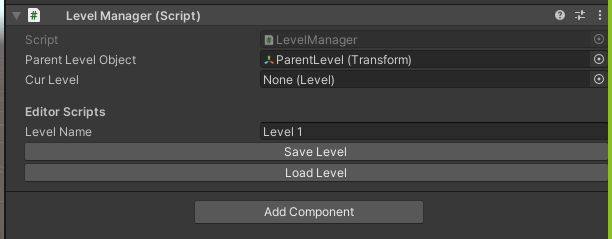 Level Manager (Script)
Script LevelManager
Parent Level Object ParentLevel (Transform)
Cur Level None (Level)
Editor Scripts
Level Name Level 1
Save Level
Load Level
Add Component